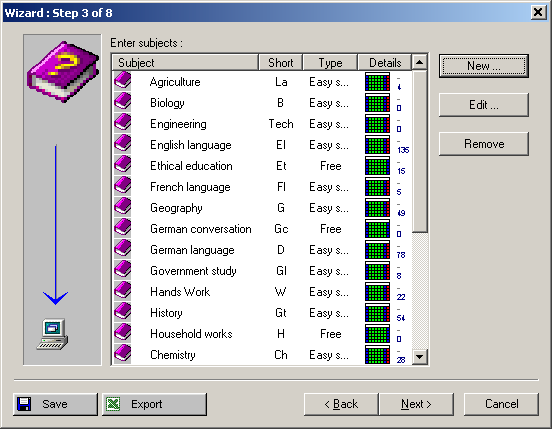 Wizard : Step 3 of 8
Enter subjects :
Subject Short Type Details
Agriculture La Easy s... - 4
Biology B Easy s... - 0
Engineering Tech Easy s... - 0
English language El Easy s... - 135
Ethical education Et Free - 15
French language Fl Easy s... - 5
Geography G Easy s... - 49
German conversation Gc Free - 0
German language D Easy s... - 78
Government study Gl Easy s... - 8
Hands Work W Easy s... - 22
History Gt Easy s... - 54
Household works H Free - 0
Chemistry Ch Easy s... - 28
New ...
Edit ...
Remove
Save Export < Back Next > Cancel